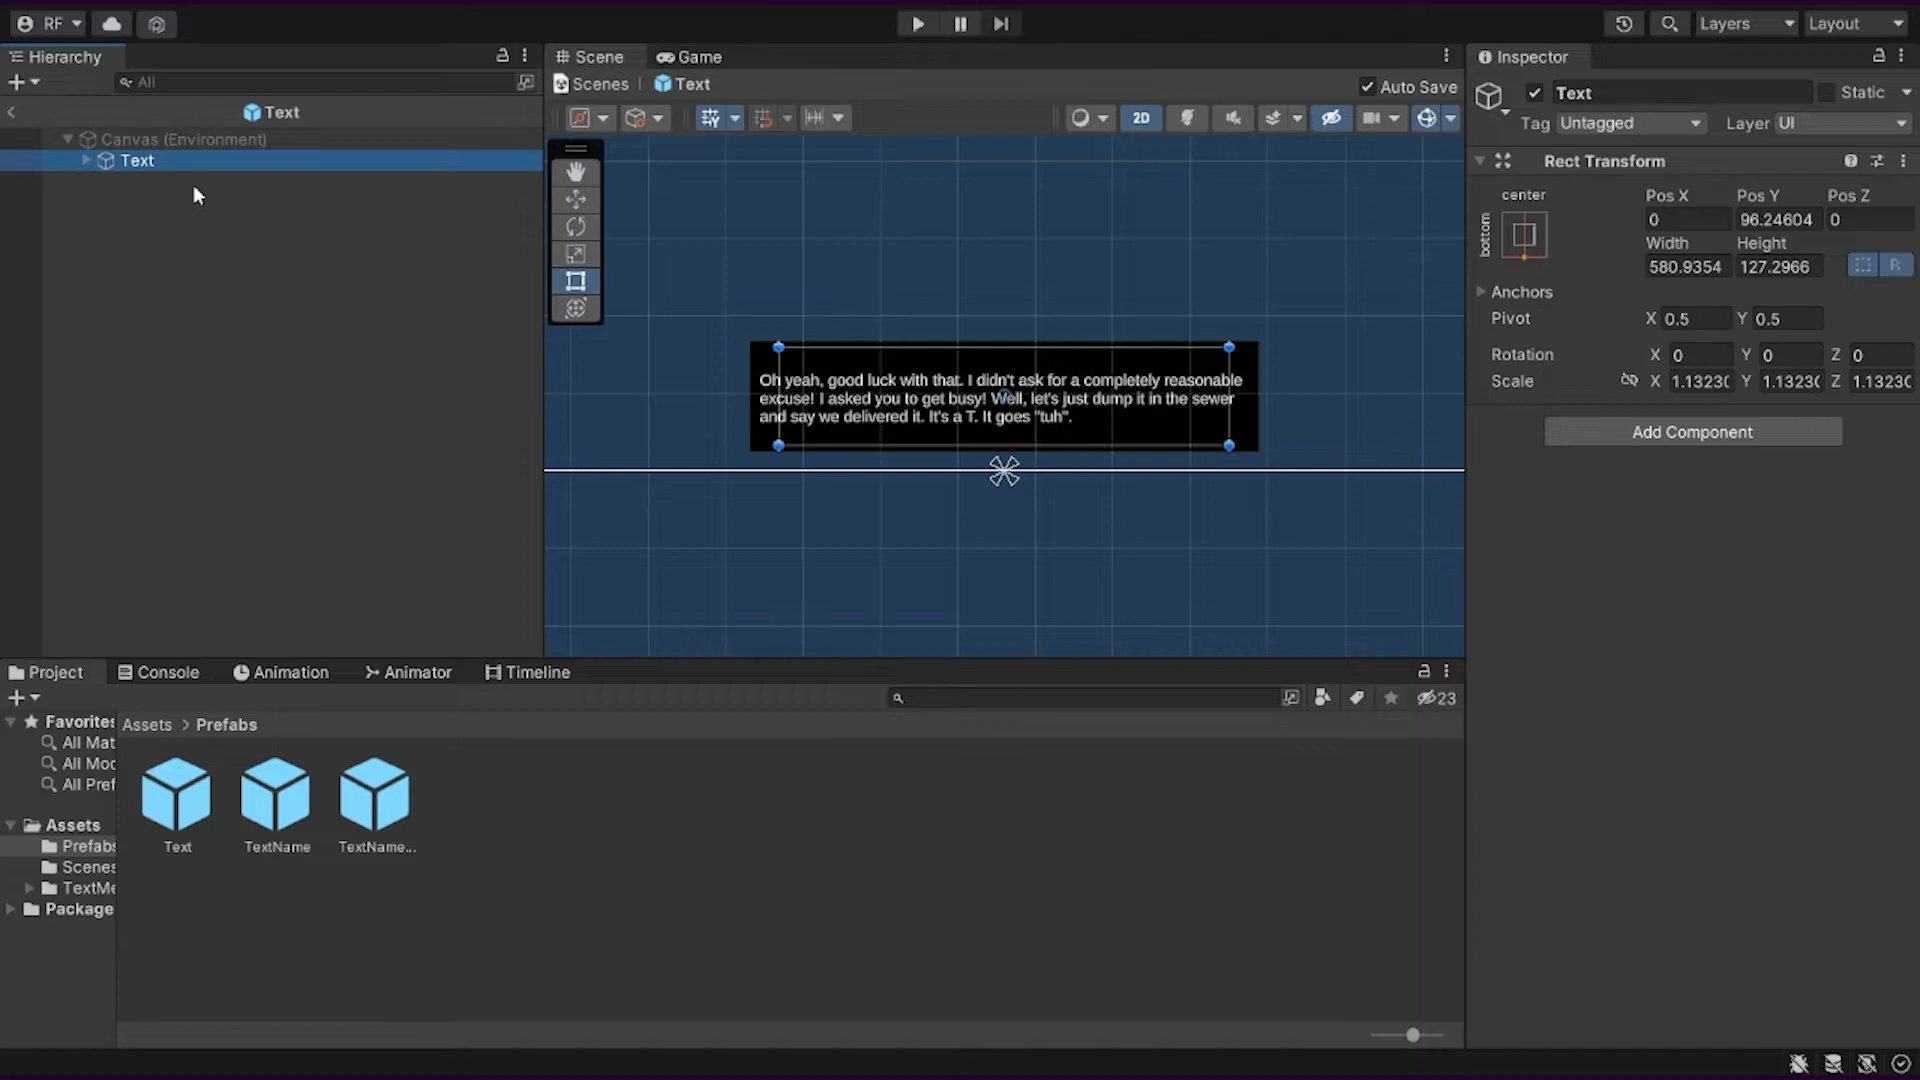 RF
Layers
Layout
Hierarchy
All
Text
Canvas (Environment)
Text
Scene
Game
Scenes
Text
Auto Save
2D
Oh yeah, good luck with that. I didn't ask for a completely reasonable
excuse! I asked you to get busy! Well, let's just dump it in the sewer
and say we delivered it. It's a T. It goes "tuh".
Inspector
Text
Static
Tag Untagged
Layer UI
Rect Transform
center
bottom
Pos X Pos Y Pos Z
0 96.24604 0
Width Height
580.9354 127.2966
R
Anchors
Pivot X 0.5 Y 0.5
Rotation X 0 Y 0 Z 0
Scale X 1.1323( Y 1.1323( Z 1.1323(
Add Component
Project
Console
Animation
Animator
Timeline
23
Favorites
All Mat
All Mod
All Pref
Assets
Prefabs
Scenes
TextMe
Package
Assets > Prefabs
Text
TextName
TextName...